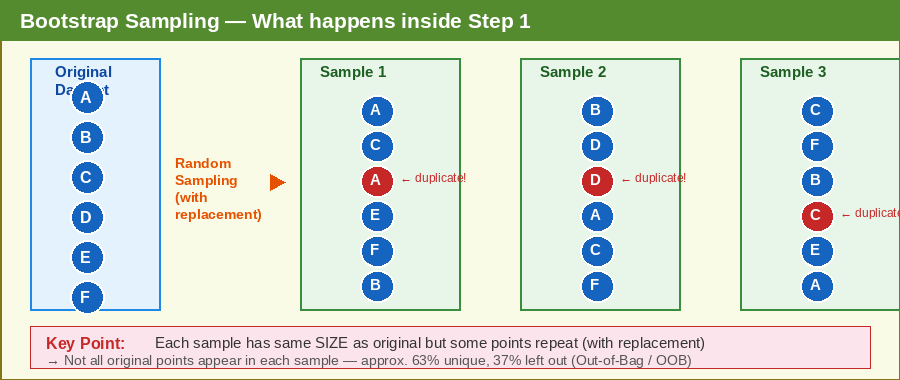 Bootstrap Sampling — What happens inside Step 1
Original
Da et
A
B
C
D
E
F
Random
Sampling
(with
replacement)
Sample 1
A
C
A ← duplicate!
E
F
B
Sample 2
B
D
D ← duplicate!
A
C
F
Sample 3
C
F
B
C ← duplicate
E
A
Key Point: Each sample has same SIZE as original but some points repeat (with replacement)
→ Not all original points appear in each sample — approx. 63% unique, 37% left out (Out-of-Bag / OOB)